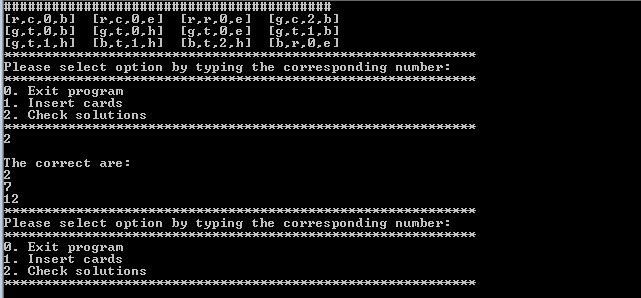 #########################################
[r,c,0,b]  [r,c,0,e]  [r,r,0,e]  [g,c,2,b]
[g,t,0,b]  [g,t,0,h]  [g,t,0,e]  [g,t,1,b]
[g,t,1,h]  [b,t,1,h]  [b,t,2,h]  [b,r,0,e]
***********************************************************
Please select option by typing the corresponding number:
***********************************************************
0. Exit program
1. Insert cards
2. Check solutions
***********************************************************
2
The correct are:
2
7
12
***********************************************************
Please select option by typing the corresponding number:
***********************************************************
0. Exit program
1. Insert cards
2. Check solutions
***********************************************************